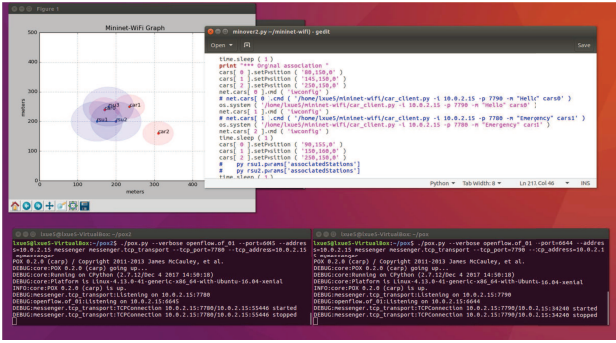 Figure 1
Mininet-WiFi Graph
500
400
300
200
100
0
meters
0
100
200
300
400
meters
car1
rsu1
rsu2
car2
minover2.py ~/mininet-wifi) - gedit
Open
Save
time.sleep ( 1 )
print "*** Orgnal association "
cars[ 0 ].setPosition ( '80,150,0' )
cars[ 1 ].setPosition ( '145,150,0' )
cars[ 2 ].setPosition ( '250,150,0' )
net.cars[ 0 ].cmd ( 'iwconfig' )
# net.cars[ 0 .cmd ( '/home/lxue5/mininet-wifi/car_client.py -i 10.0.2.15 -p 7790 -m "Hello" cars0' )
os.system ( '/home/lxue5/mininet-wifi/car_client.py -i 10.0.2.15 -p 7790 -m "Hello" cars0' )
net.cars[ 1 ].cmd ( 'iwconfig' )
# net.cars[ 1 .cmd ( '/home/lxue5/mininet-wifi/car_client.py -i 10.0.2.15 -p 7780 -m "Emergency" cars1' )
os.system ( '/home/lxue5/mininet-wifi/car_client.py -i 10.0.2.15 -p 7780 -m "Emergency" cars1' )
net.cars[ 2 ].cmd ( 'iwconfig' )
time.sleep ( 1 )
cars[ 0 ].setPosition ( '90,155,0' )
cars[ 1 ].setPosition ( '150,160,0' )
cars[ 2 ].setPosition ( '250,150,0' )
# py rsu1.params['associatedStations']
# py rsu2.params['associatedStations']
time.sleep ( 1 )
Python
Tab Width: 8
Ln 217, Col 46
INS
lxue5@lxue5-VirtualBox: ~/pox2
lxue5@lxue5-VirtualBox:~/pox2$ ./pox.py --verbose openflow.of_01 --port=6645 --addres
s=10.0.2.15 messenger messenger.tcp_transport --tcp_port=7780 --tcp_address=10.0.2.1
POX 0.2.0 (carp) / Copyright 2011-2013 James McCauley, et al.
DEBUG:core:POX 0.2.0 (carp) going up...
DEBUG:core:Running on CPython (2.7.12/Dec 4 2017 14:50:18)
DEBUG:core:Platform is Linux-4.13.0-41-generic-x86_64-with-Ubuntu-16.04-xenial
INFO:core:POX 0.2.0 (carp) is up.
DEBUG:messenger.tcp_transport:Listening on 10.0.2.15:7780
DEBUG:openflow.of_01:Listening on 10.0.2.15:6645
DEBUG:messenger.tcp_transport:TCPConnection 10.0.2.15:7780/10.0.2.15:55446 started
DEBUG:messenger.tcp_transport:TCPConnection 10.0.2.15:7780/10.0.2.15:55446 stopped
lxue5@lxue5-VirtualBox: ~/pox
lxue5@lxue5-VirtualBox:~/pox$ ./pox.py --verbose openflow.of_01 --port=6644 --addres
s=10.0.2.15 messenger messenger.tcp_transport --tcp_port=7790 --tcp_address=10.0.2.1
POX 0.2.0 (carp) / Copyright 2011-2013 James McCauley, et al.
DEBUG:core:POX 0.2.0 (carp) going up...
DEBUG:core:Running on CPython (2.7.12/Dec 4 2017 14:50:18)
DEBUG:core:Platform is Linux-4.13.0-41-generic-x86_64-with-Ubuntu-16.04-xenial
INFO:core:POX 0.2.0 (carp) is up.
DEBUG:messenger.tcp_transport:Listening on 10.0.2.15:7790
DEBUG:openflow.of_01:Listening on 10.0.2.15:6644
DEBUG:messenger.tcp_transport:TCPConnection 10.0.2.15:7790/10.0.2.15:34240 started
DEBUG:messenger.tcp_transport:TCPConnection 10.0.2.15:7790/10.0.2.15:34240 stopped